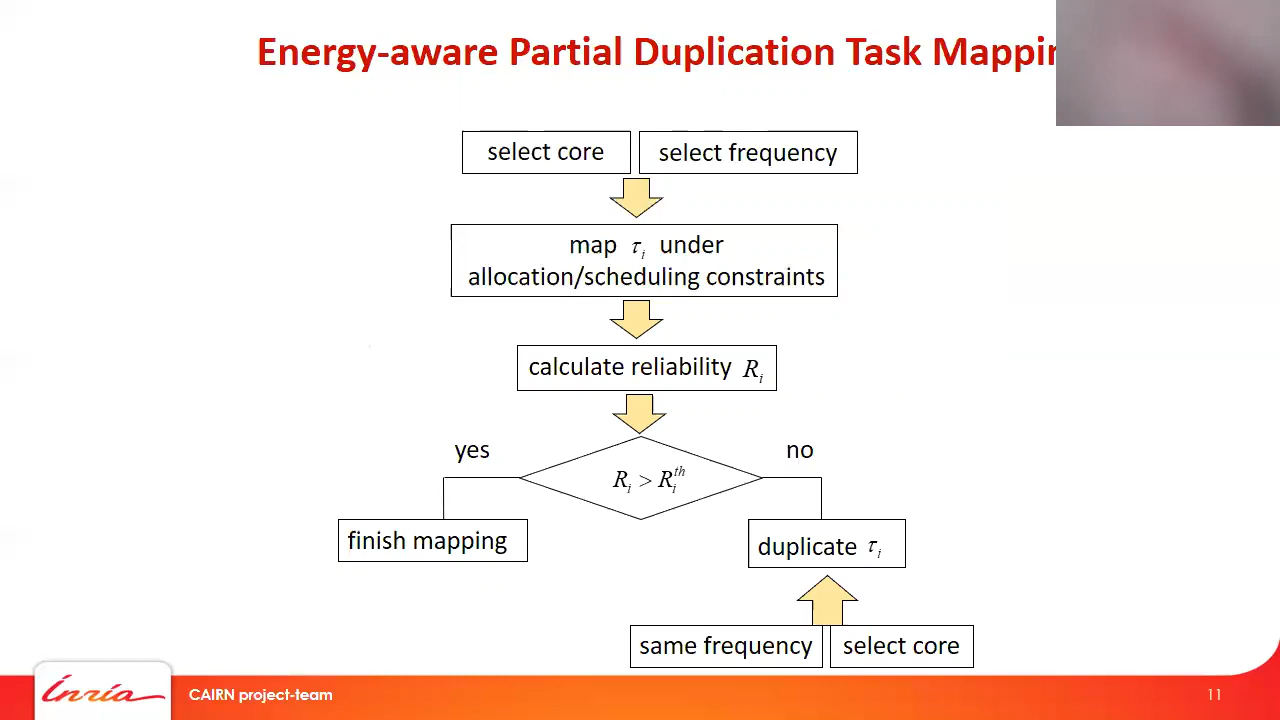 Energy-aware Partial Duplication Task
select core
select frequency
map τi under
allocation/scheduling constraints
calculate reliability Ri
yes
no
Ri > Ri^th
finish mapping
duplicate τi
same frequency
select core
Inria
CAIRN project-team
11